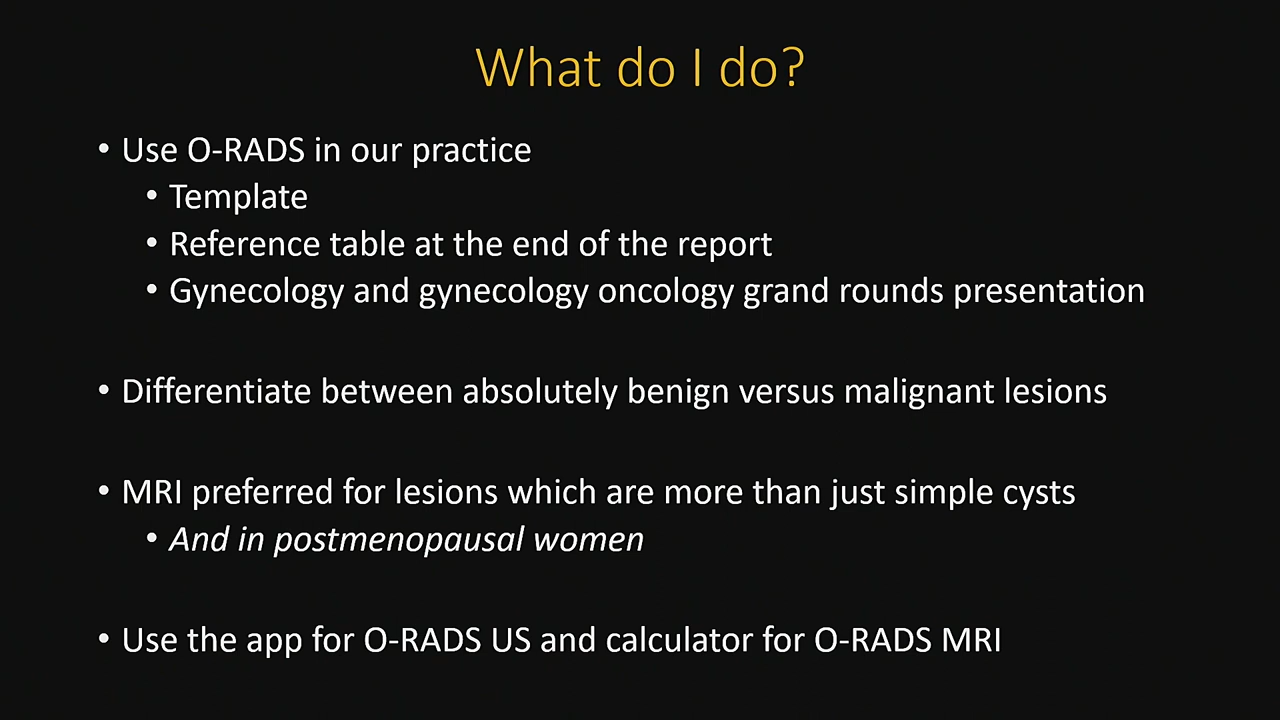 What do I do?
• Use O-RADS in our practice
• Template
• Reference table at the end of the report
• Gynecology and gynecology oncology grand rounds presentation
• Differentiate between absolutely benign versus malignant lesions
• MRI preferred for lesions which are more than just simple cysts
• And in postmenopausal women
• Use the app for O-RADS US and calculator for O-RADS MRI